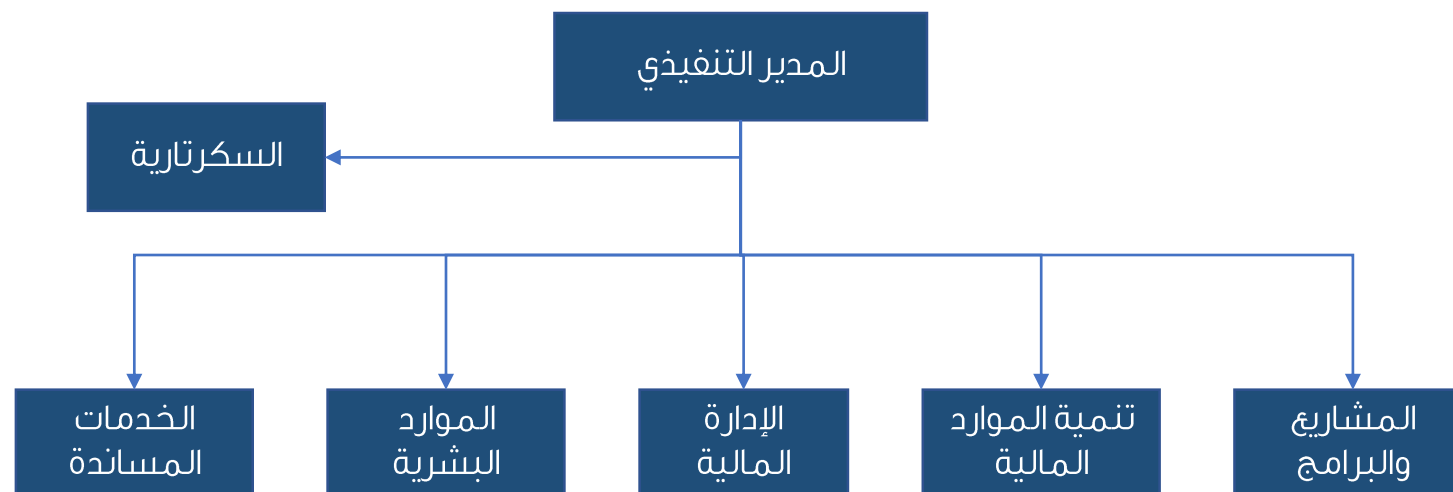 المدير التنفيذي
السكرتارية
المشاريع
والبرامج
تنمية الموارد
المالية
الإدارة
المالية
الموارد
البشرية
الخدمات
المساندة